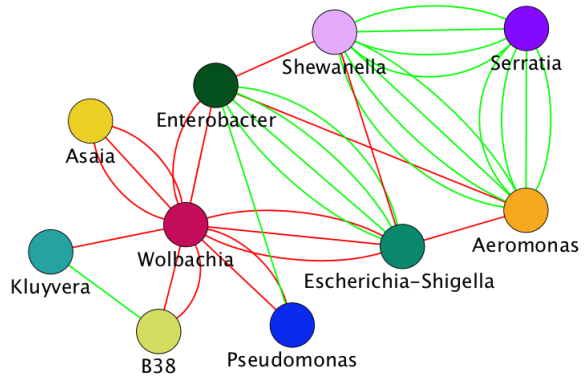 Shewanella
Serratia
Enterobacter
Asaia
Aeromonas
Wolbachia
Escherichia-Shigella
Kluyvera
Pseudomonas
B38